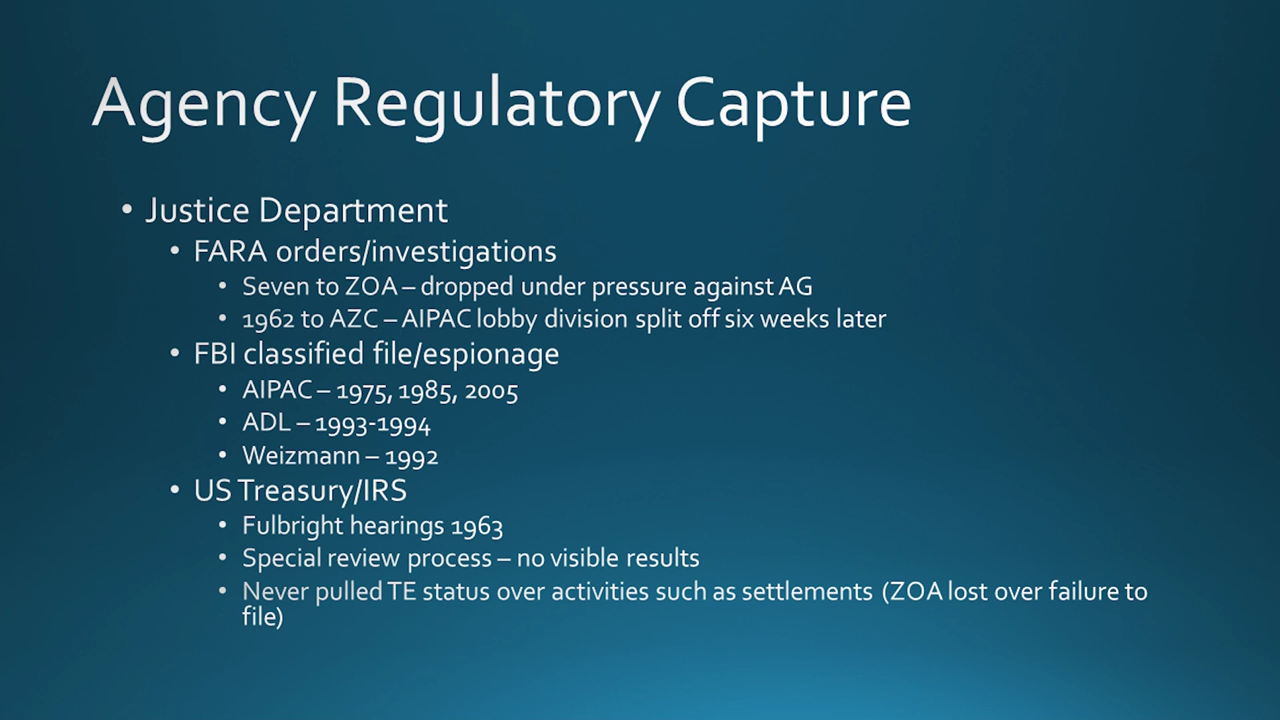 Agency Regulatory Capture
• Justice Department
• FARA orders/investigations
• Seven to ZOA – dropped under pressure against AG
• 1962 to AZC – AIPAC lobby division split off six weeks later
• FBI classified file/espionage
• AIPAC – 1975, 1985, 2005
• ADL – 1993-1994
• Weizmann – 1992
• US Treasury/IRS
• Fulbright hearings 1963
• Special review process – no visible results
• Never pulled TE status over activities such as settlements (ZOA lost over failure to
file)